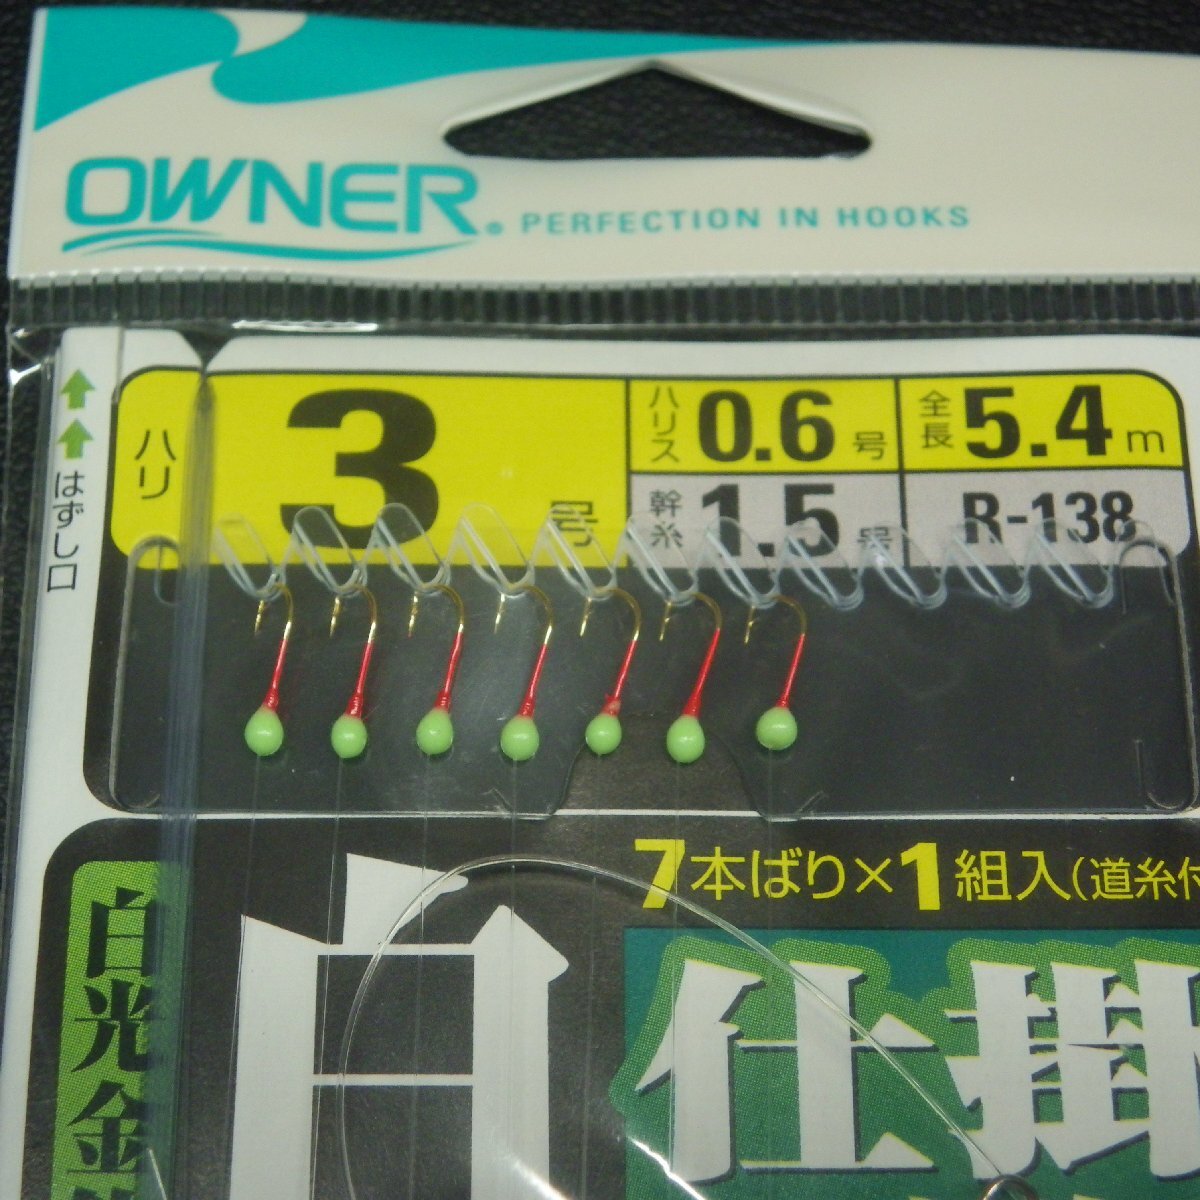 OWNER® PERFECTION IN HOOKS
はずし口
ハリ 3号
ハリス 0.6号
全長 5.4m
幹糸 1.5号
R-138
7本ばり×1組入(道糸付
白光金
白
仕掛